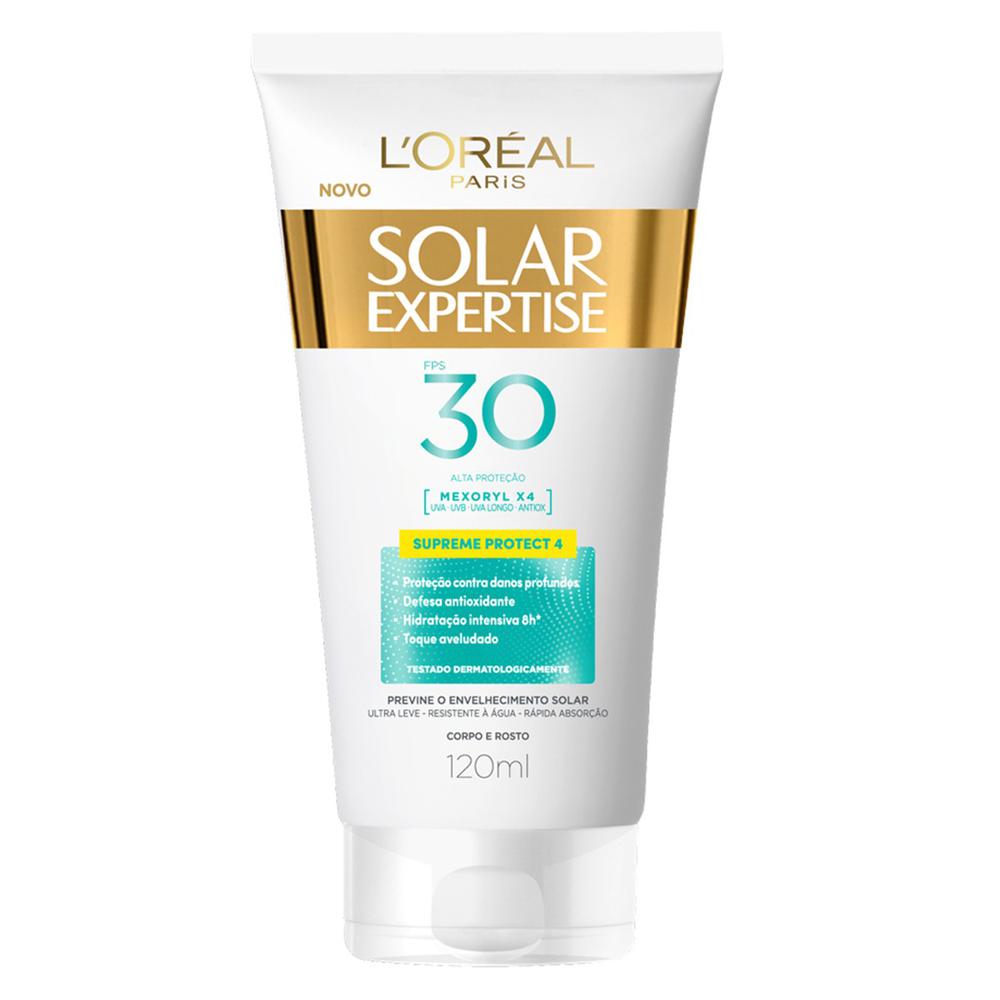 L'ORÉAL
PARiS
NOVO
SOLAR
EXPERTISE
FPS
30
ALTA PROTEÇÃO
MEXORYL X4
UVA · UVB · UVA LONGO · ANTIOX
SUPREME PROTECT 4
• Proteção contra danos profundos
• Defesa antioxidante
• Hidratação intensiva 8h*
• Toque aveludado
TESTADO DERMATOLOGICAMENTE
PREVINE O ENVELHECIMENTO SOLAR
ULTRA LEVE - RESISTENTE À ÁGUA - RÁPIDA ABSORÇÃO
CORPO E ROSTO
120ml